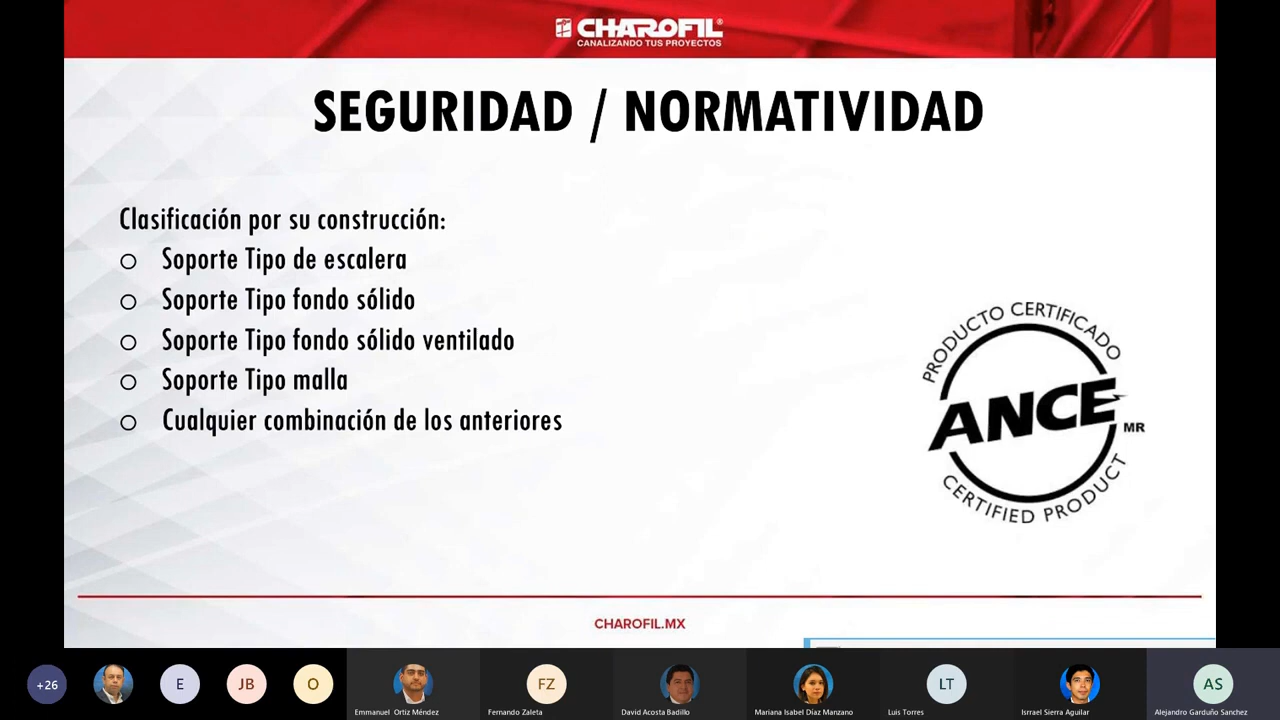 CHAROFIL®
CANALIZANDO TUS PROYECTOS
SEGURIDAD / NORMATIVIDAD
Clasificación por su construcción:
o Soporte Tipo de escalera
o Soporte Tipo fondo sólido
o Soporte Tipo fondo sólido ventilado
o Soporte Tipo malla
o Cualquier combinación de los anteriores
PRODUCTO CERTIFICADO
ANCE MR
CERTIFIED PRODUCT
CHAROFIL.MX
+26
E
JB
O
FZ
LT
AS
Emmanuel Ortiz Méndez
Fernando Zaleta
David Acosta Badillo
Mariana Isabel Díaz Manzano
Luis Torres
Isrrael Sierra Aguilar
Alejandro Garduño Sanchez